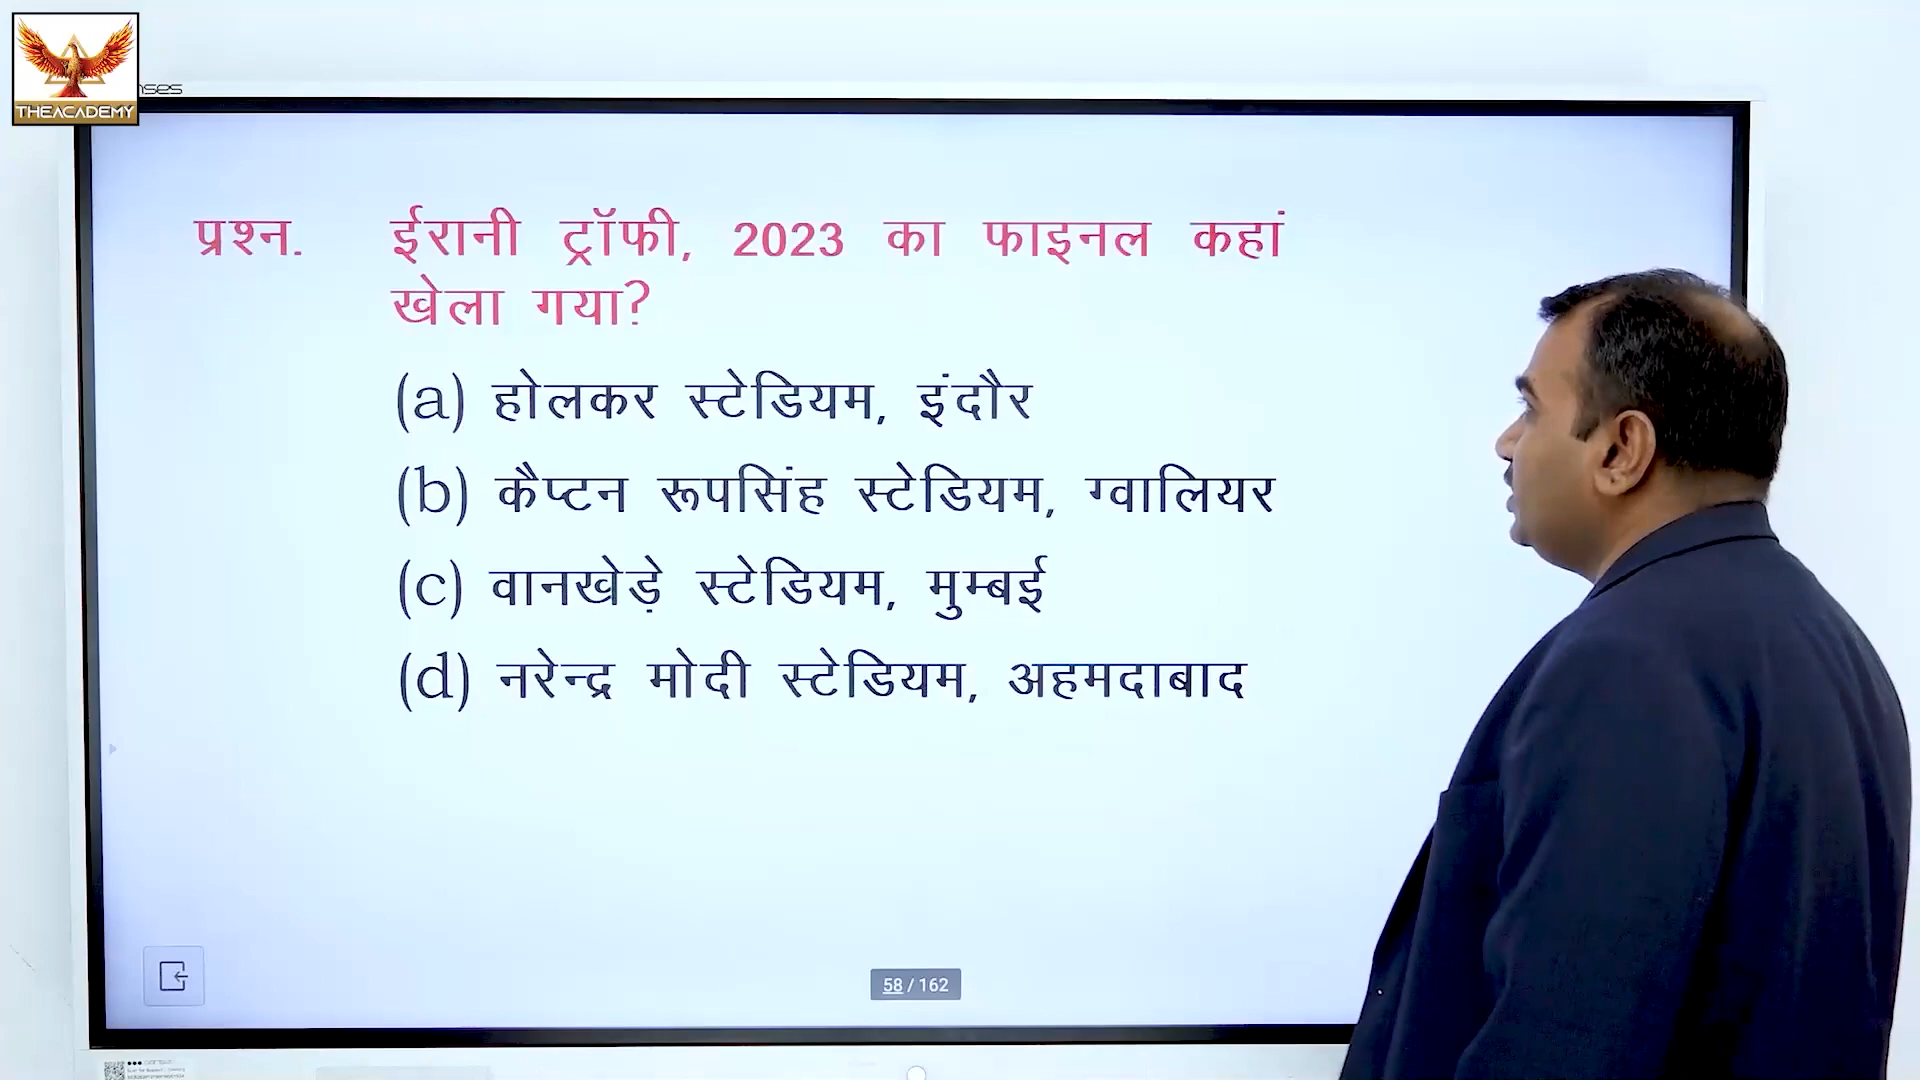 THEACADEMY
प्रश्न. ईरानी ट्रॉफी, 2023 का फाइनल कहां
खेला गया?
(a) होलकर स्टेडियम, इंदौर
(b) कैप्टन रूपसिंह स्टेडियम, ग्वालियर
(c) वानखेड़े स्टेडियम, मुम्बई
(d) नरेन्द्र मोदी स्टेडियम, अहमदाबाद
58 / 162